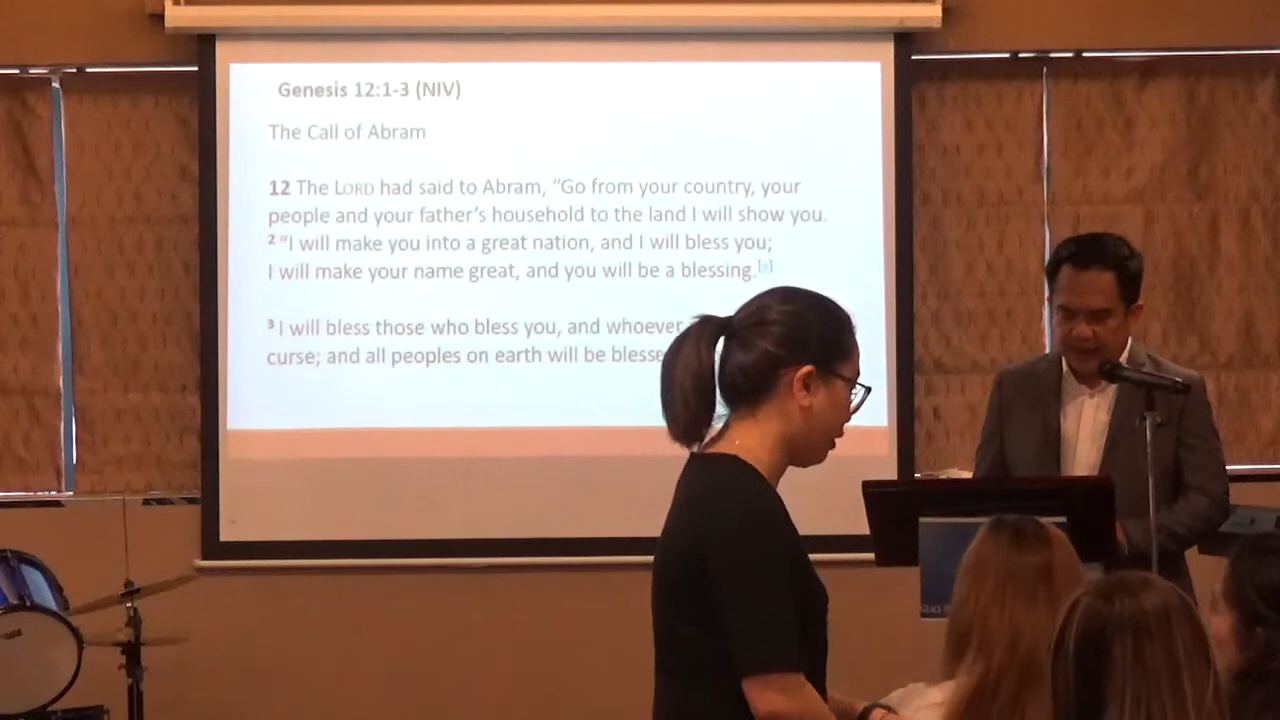 Genesis 12:1-3 (NIV)
The Call of Abram
12 The LORD had said to Abram, “Go from your country, your
people and your father’s household to the land I will show you.
2 “I will make you into a great nation, and I will bless you;
I will make your name great, and you will be a blessing.[a]
3 I will bless those who bless you, and whoever
curse; and all peoples on earth will be blesse